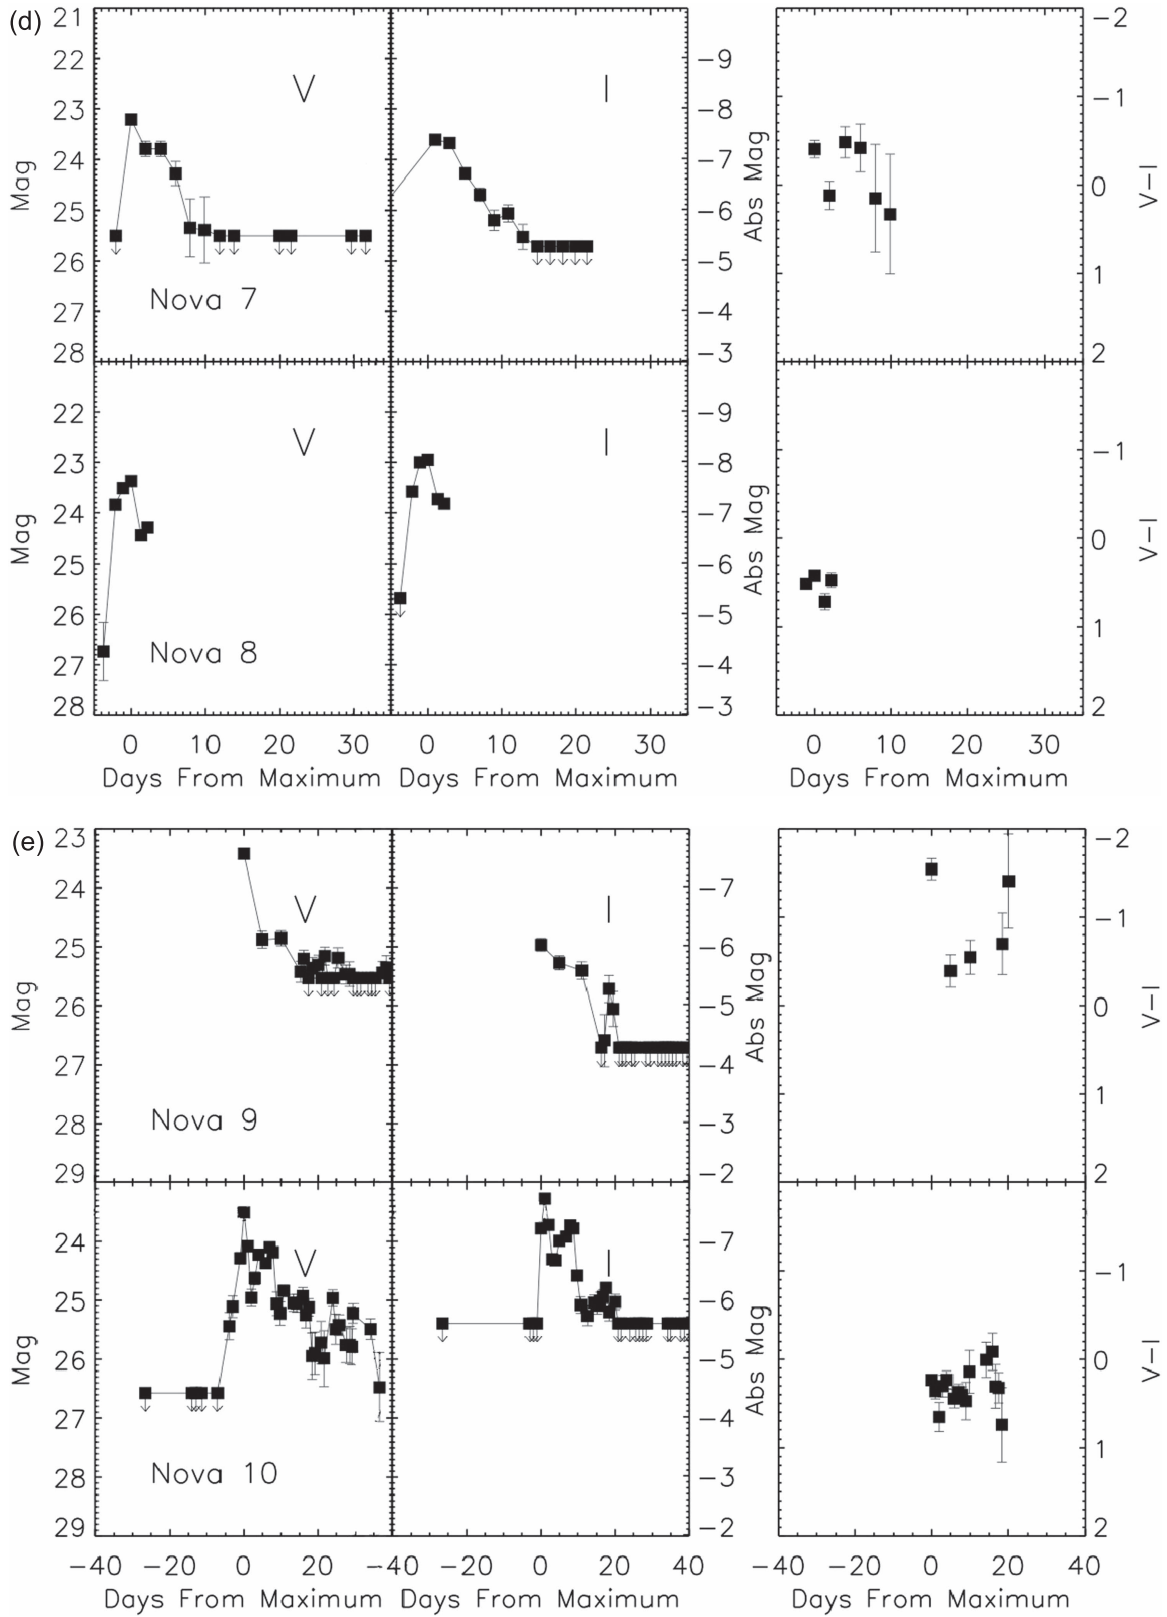 (d)
21
22
23
24
25
26
27
28
Mag
V
Nova 7
I
−9
−8
−7
−6
−5
−4
−3
Abs Mag
−2
−1
0
1
2
V−I
22
23
24
25
26
27
28
Mag
V
Nova 8
I
−9
−8
−7
−6
−5
−4
−3
Abs Mag
−1
0
1
2
V−I
0 10 20 30
0 10 20 30
0 10 20 30
Days From Maximum
Days From Maximum
Days From Maximum
(e)
23
24
25
26
27
28
29
Mag
V
Nova 9
I
−7
−6
−5
−4
−3
−2
Abs Mag
−2
−1
0
1
2
V−I
24
25
26
27
28
29
Mag
V
Nova 10
I
−7
−6
−5
−4
−3
−2
Abs Mag
−1
0
1
2
V−I
−40 −20 0 20 −40 −20 0 20 40
−40 −20 0 20 40
Days From Maximum
Days From Maximum
Days From Maximum